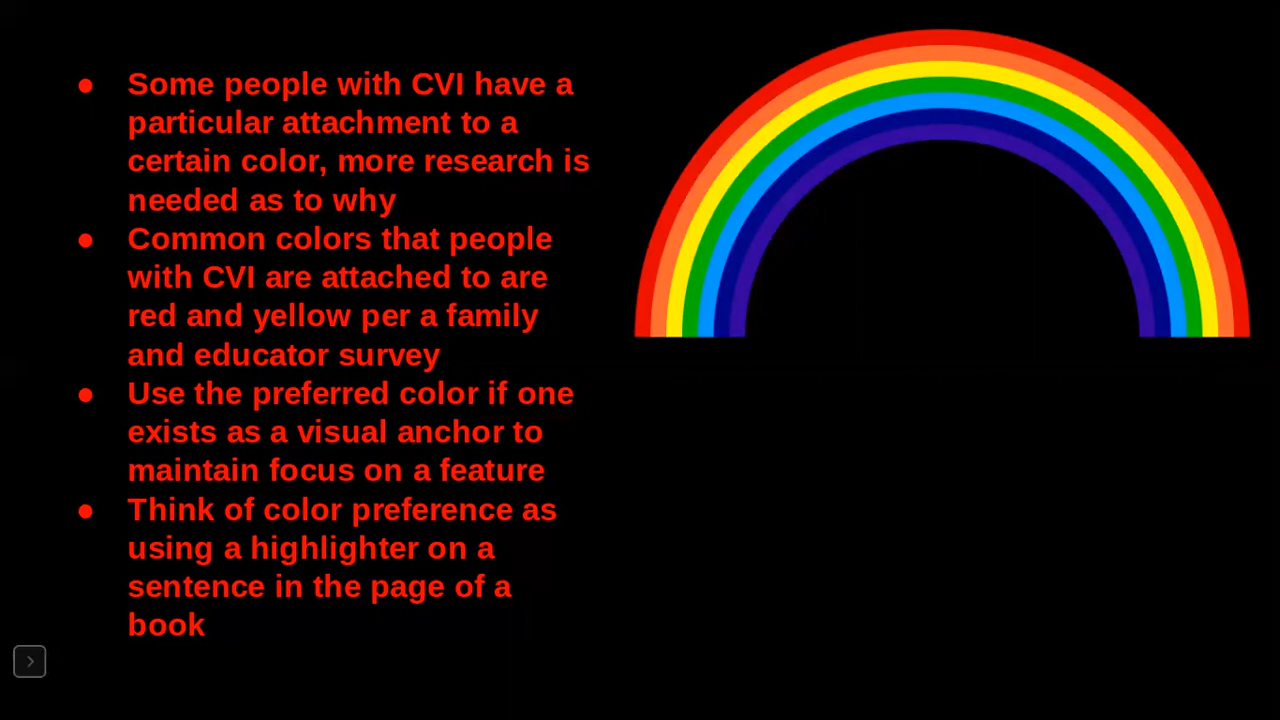 ● Some people with CVI have a
particular attachment to a
certain color, more research is
needed as to why
● Common colors that people
with CVI are attached to are
red and yellow per a family
and educator survey
● Use the preferred color if one
exists as a visual anchor to
maintain focus on a feature
● Think of color preference as
using a highlighter on a
sentence in the page of a
book